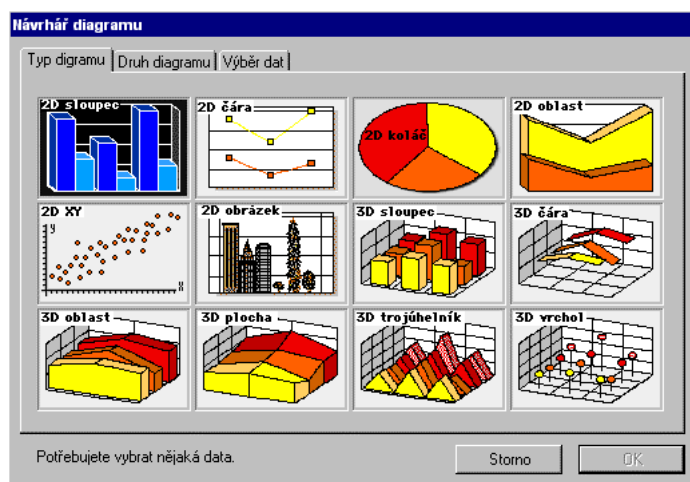 Návrhář diagramu
Typ digramu Druh diagramu Výběr dat
2D sloupec 2D čára 2D koláč 2D oblast
2D XY 2D obrázek 3D sloupec 3D čára
y
x
3D oblast 3D plocha 3D trojúhelník 3D vrchol
Potřebujete vybrat nějaká data. Storno OK